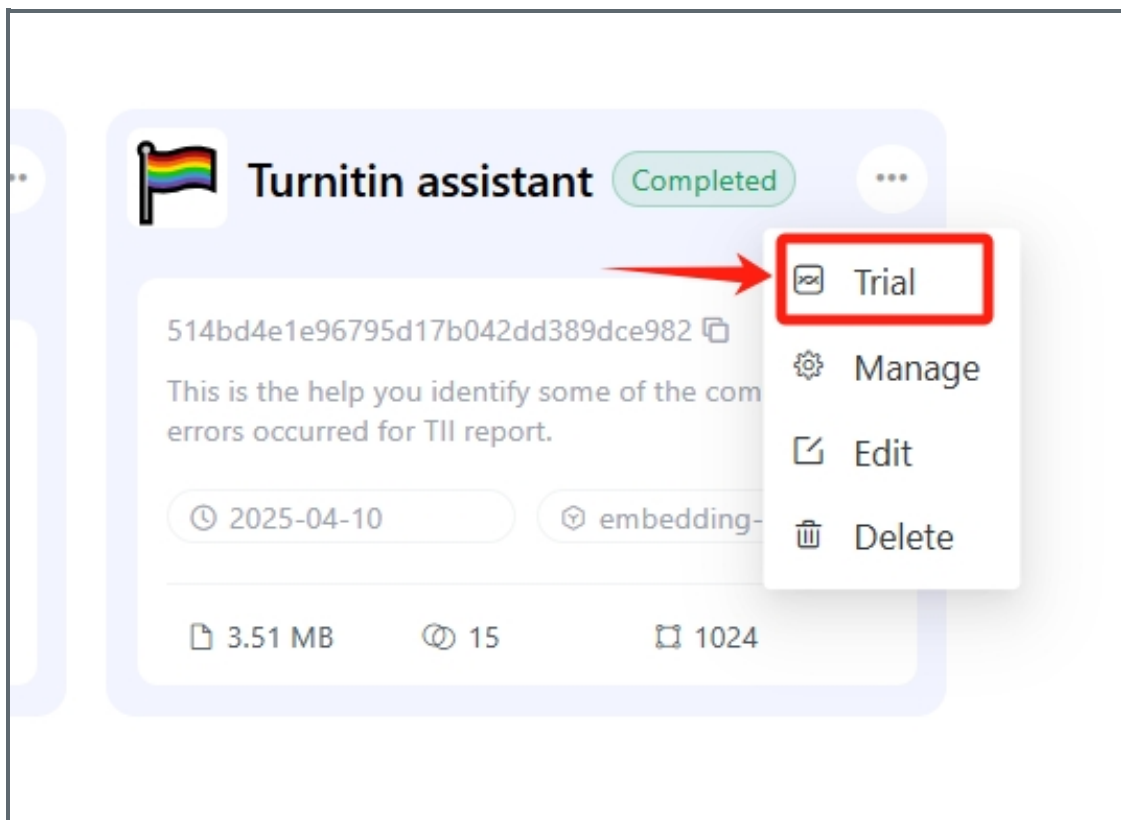 Turnitin assistant Completed
Trial
514bd4e1e96795d17b042dd389dce982
Manage
This is the help you identify some of the com
errors occurred for TII report.
Edit
2025-04-10 embedding-
Delete
3.51 MB 15 1024